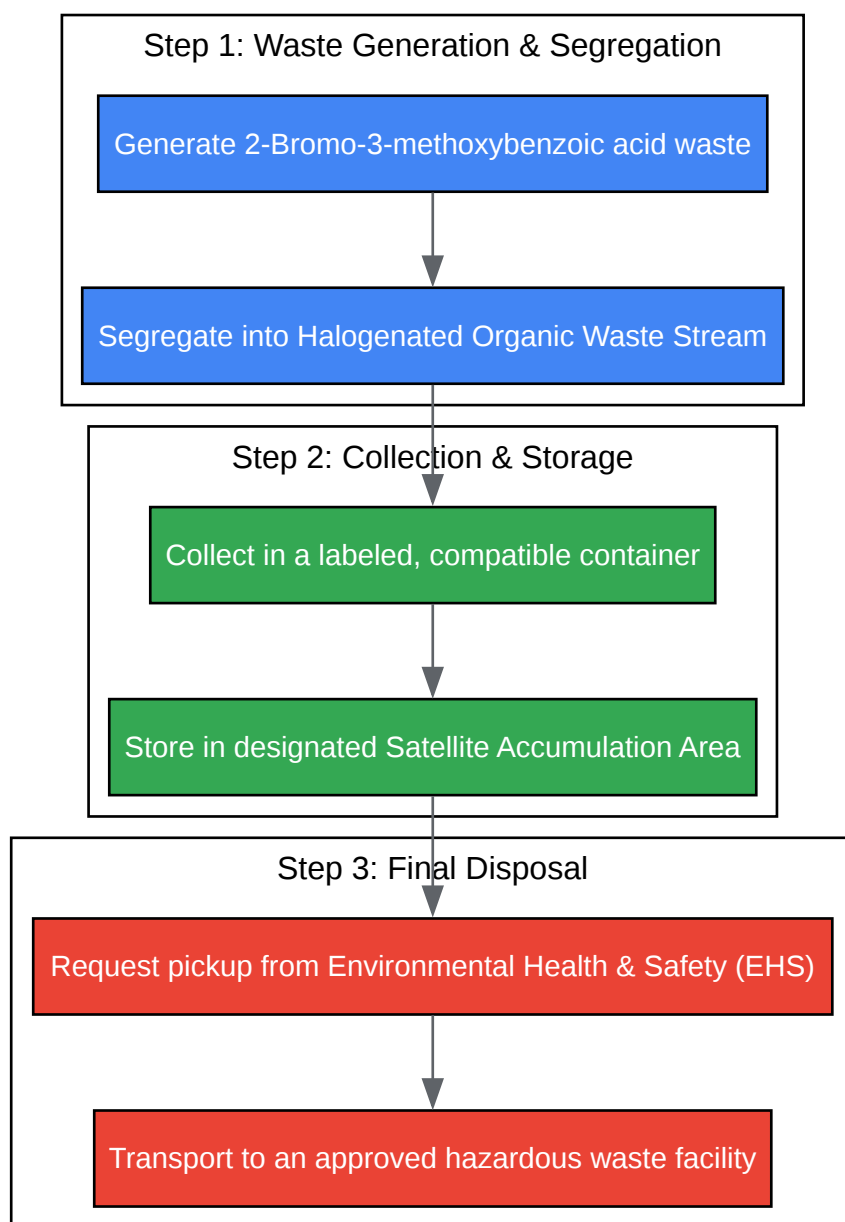 Step 1: Waste Generation & Segregation
Generate 2-Bromo-3-methoxybenzoic acid waste
Segregate into Halogenated Organic Waste Stream
Step 2: Collection & Storage
Collect in a labeled, compatible container
Store in designated Satellite Accumulation Area
Step 3: Final Disposal
Request pickup from Environmental Health & Safety (EHS)
Transport to an approved hazardous waste facility